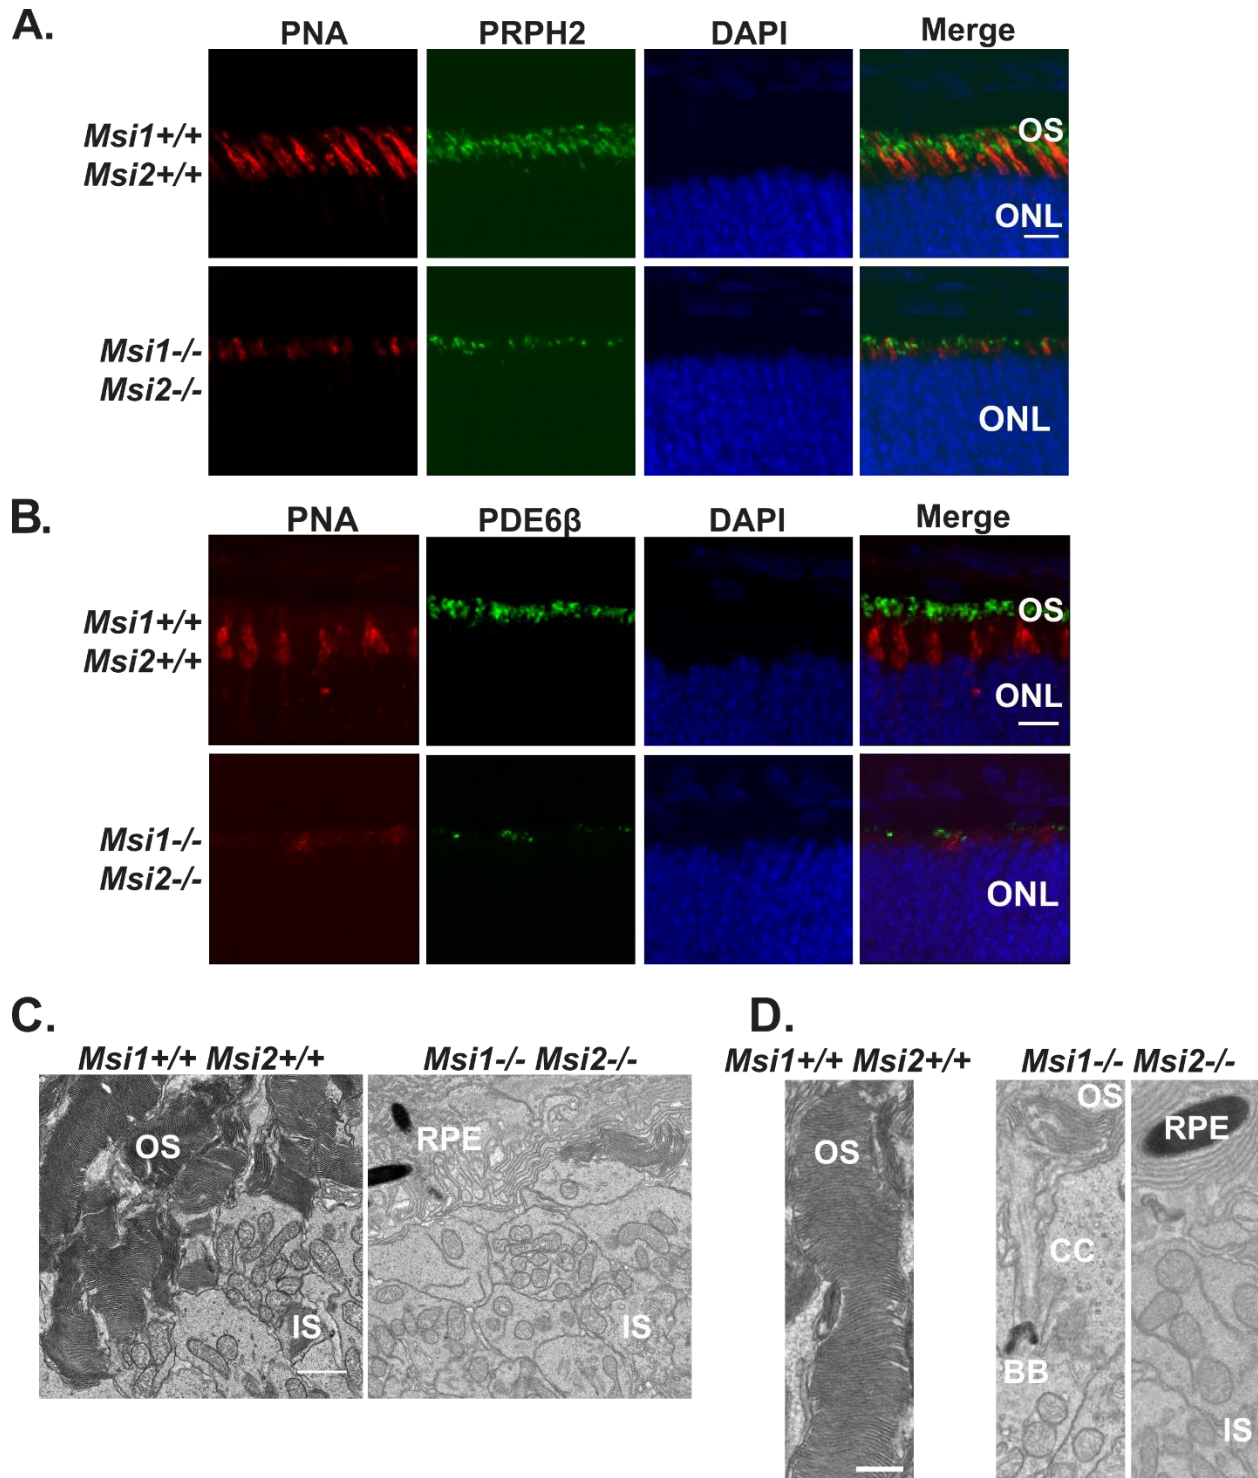 A.
PNA PRPH2 DAPI Merge
Msi1+/+
Msi2+/+
OS
ONL
Msi1-/-
Msi2-/-
ONL
B.
PNA PDE6β DAPI Merge
Msi1+/+
Msi2+/+
OS
ONL
Msi1-/-
Msi2-/-
ONL
C.
Msi1+/+ Msi2+/+ Msi1-/- Msi2-/-
OS
IS
RPE
IS
D.
Msi1+/+ Msi2+/+ Msi1-/- Msi2-/-
OS
OS
CC
BB
RPE
IS